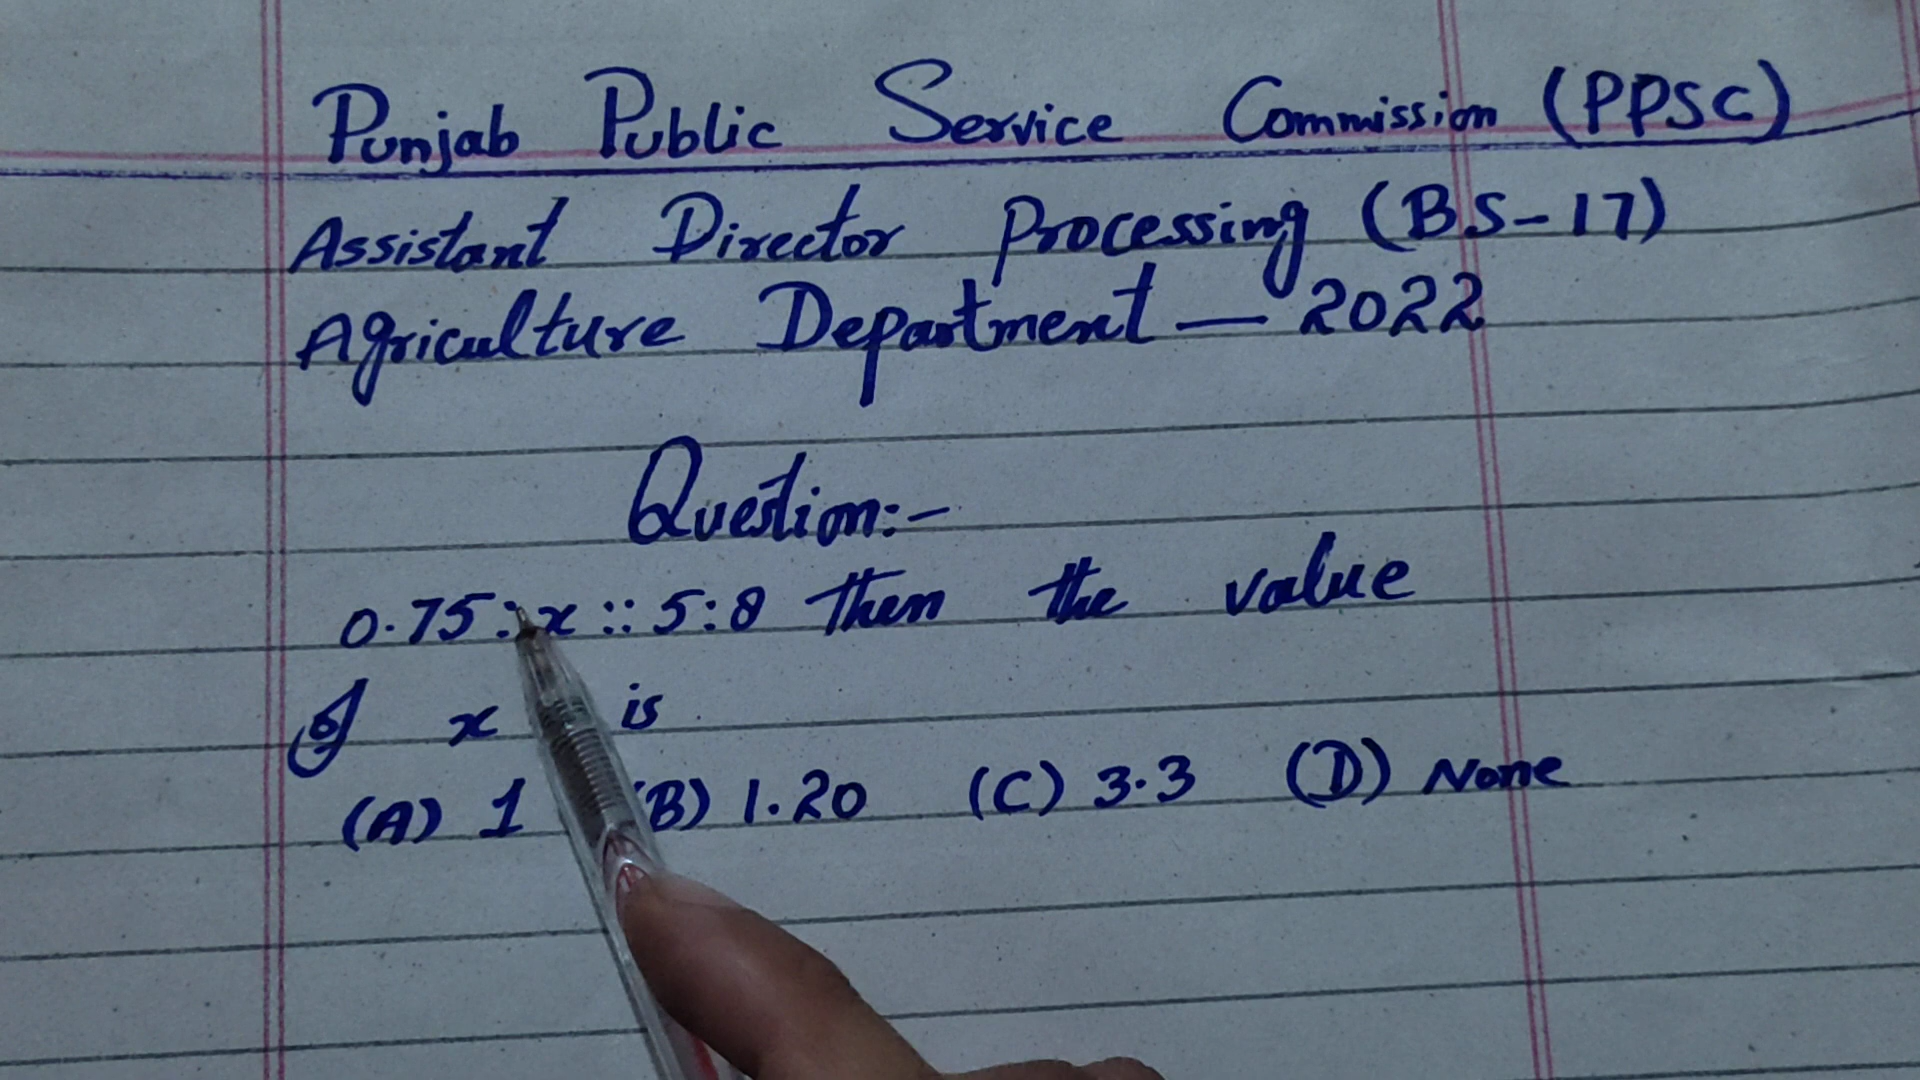 Punjab Public Service Commission (PPSC)
Assistant Director Processing (BS-17)
Agriculture Department — 2022
Question:-
0.75:x::5:8 then the value
of x is
(A) 1 (B) 1.20 (C) 3.3 (D) None